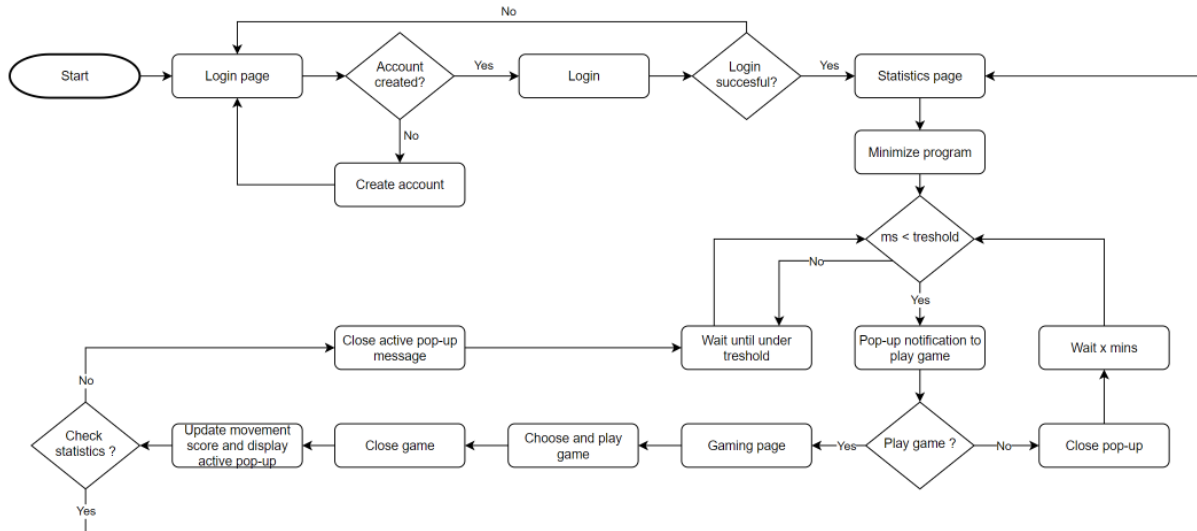 No
Start
Login page
Account
created?
Yes
Login
Login
succesful?
Yes
Statistics page
No
Create account
Minimize program
ms < treshold
No
Yes
Close active pop-up
message
Wait until under
treshold
Pop-up notification to
play game
Wait x mins
No
Check
statistics ?
Update movement
score and display
active pop-up
Close game
Choose and play
game
Gaming page
Yes
Play game ?
No
Close pop-up
Yes